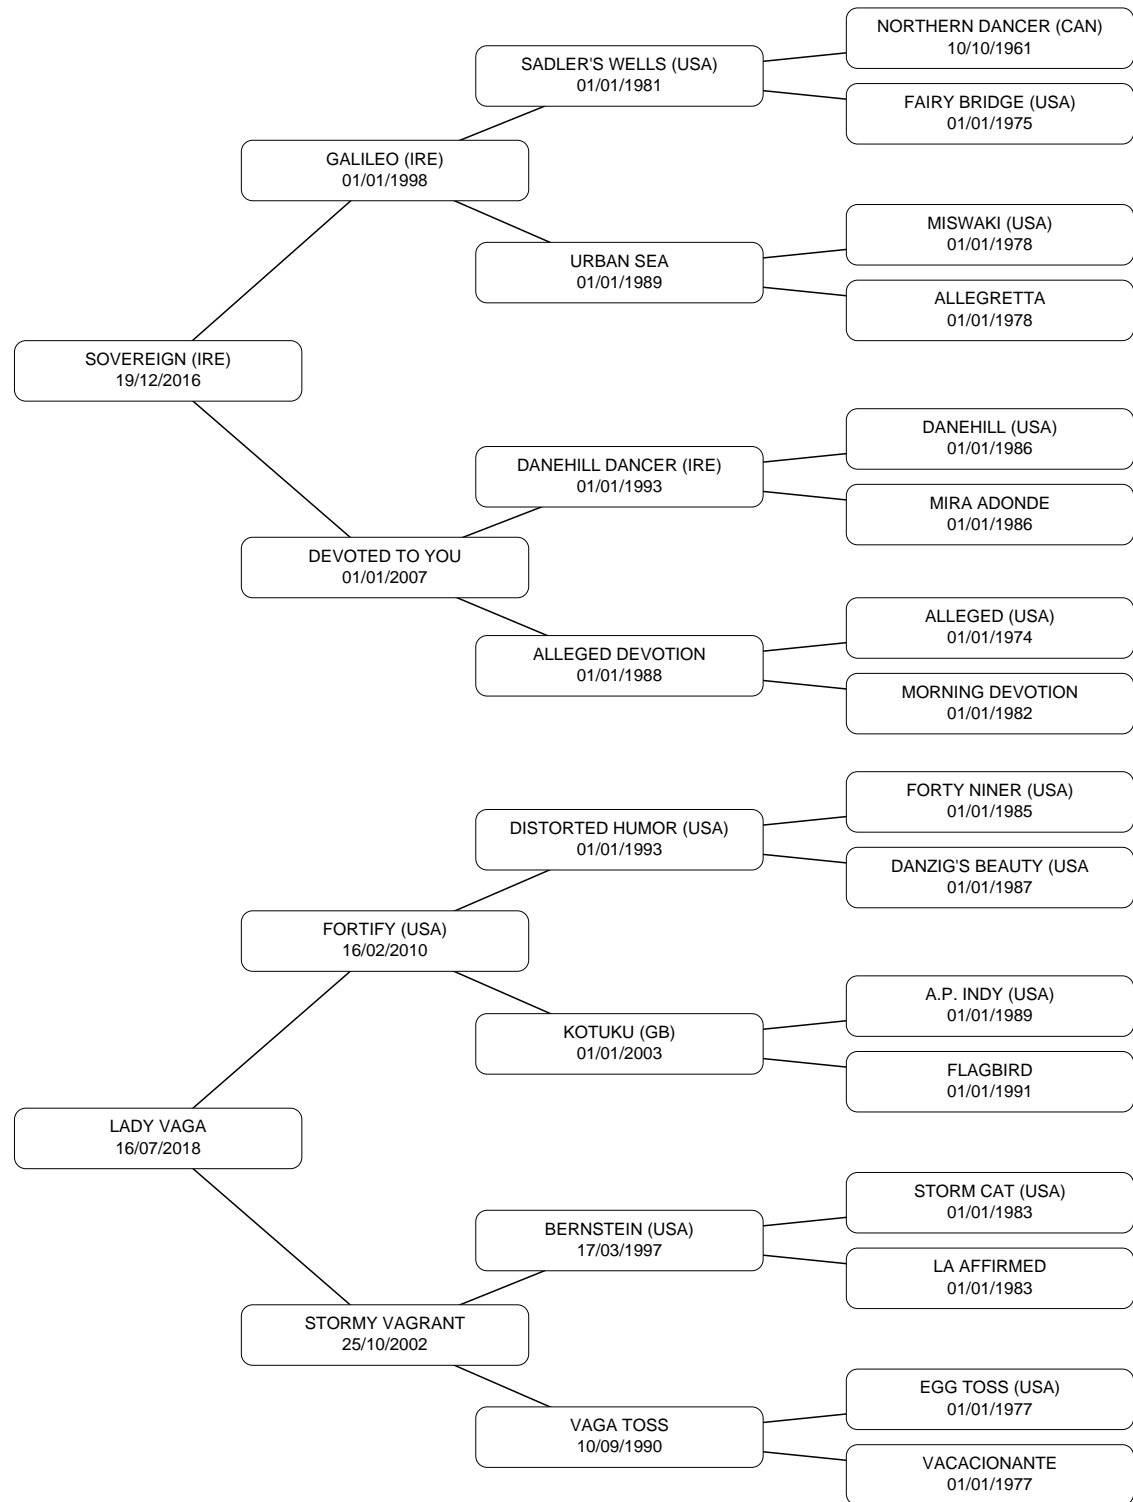 NORTHERN DANCER (CAN)
10/10/1961
SADLER'S WELLS (USA)
01/01/1981
FAIRY BRIDGE (USA)
01/01/1975
GALILEO (IRE)
01/01/1998
MISWAKI (USA)
01/01/1978
URBAN SEA
01/01/1989
ALLEGRETTA
01/01/1978
SOVEREIGN (IRE)
19/12/2016
DANEHILL (USA)
01/01/1986
DANEHILL DANCER (IRE)
01/01/1993
MIRA ADONDE
01/01/1986
DEVOTED TO YOU
01/01/2007
ALLEGED (USA)
01/01/1974
ALLEGED DEVOTION
01/01/1988
MORNING DEVOTION
01/01/1982
FORTY NINER (USA)
01/01/1985
DISTORTED HUMOR (USA)
01/01/1993
DANZIG'S BEAUTY (USA
01/01/1987
FORTIFY (USA)
16/02/2010
A.P. INDY (USA)
01/01/1989
KOTUKU (GB)
01/01/2003
FLAGBIRD
01/01/1991
LADY VAGA
16/07/2018
STORM CAT (USA)
01/01/1983
BERNSTEIN (USA)
17/03/1997
LA AFFIRMED
01/01/1983
STORMY VAGRANT
25/10/2002
EGG TOSS (USA)
01/01/1977
VAGA TOSS
10/09/1990
VACACIONANTE
01/01/1977